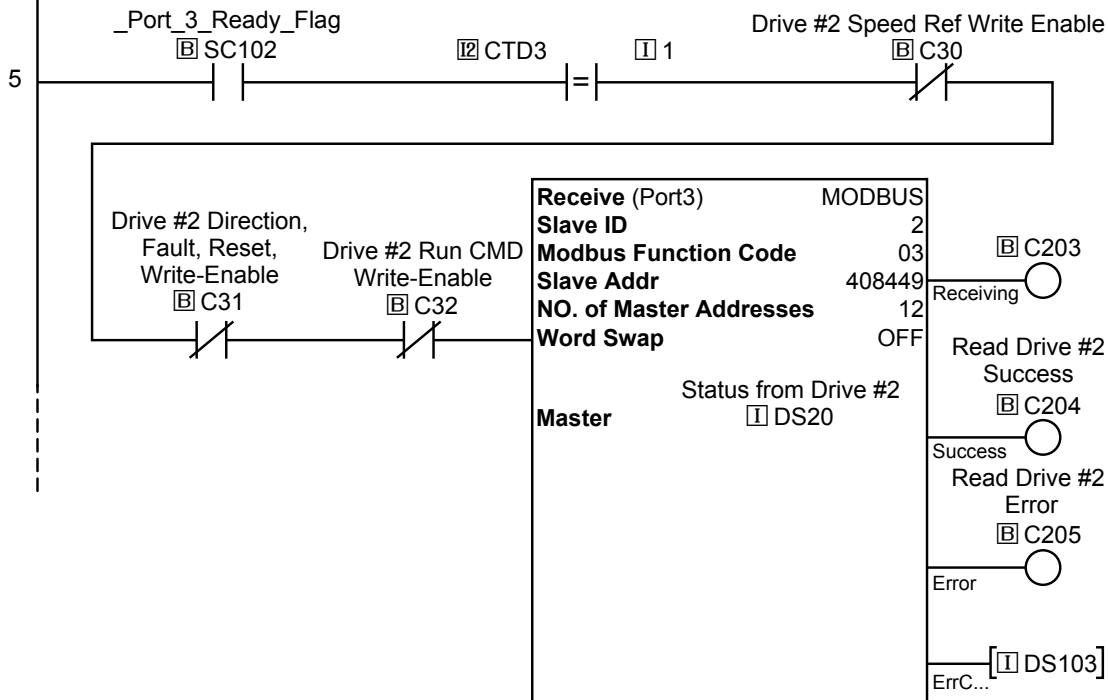 _Port_3_Ready_Flag
B SC102
I2 CTD3
I 1
Drive #2 Speed Ref Write Enable
B C30
5
=
Drive #2 Direction,
Fault, Reset,
Write-Enable
B C31
Drive #2 Run CMD
Write-Enable
B C32
Receive (Port3) MODBUS
Slave ID 2
Modbus Function Code 03
Slave Addr 408449
NO. of Master Addresses 12
Word Swap OFF
Status from Drive #2
Master I DS20
B C203
Receiving
Read Drive #2
Success
B C204
Success
Read Drive #2
Error
B C205
Error
[I DS103]
ErrC...